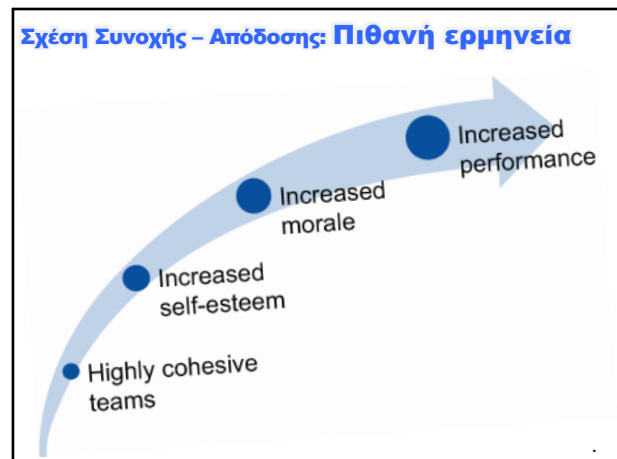 Σχέση Συνοχής – Απόδοσης: Πιθανή ερμηνεία
Increased
performance
Increased
morale
Increased
self-esteem
Highly cohesive
teams